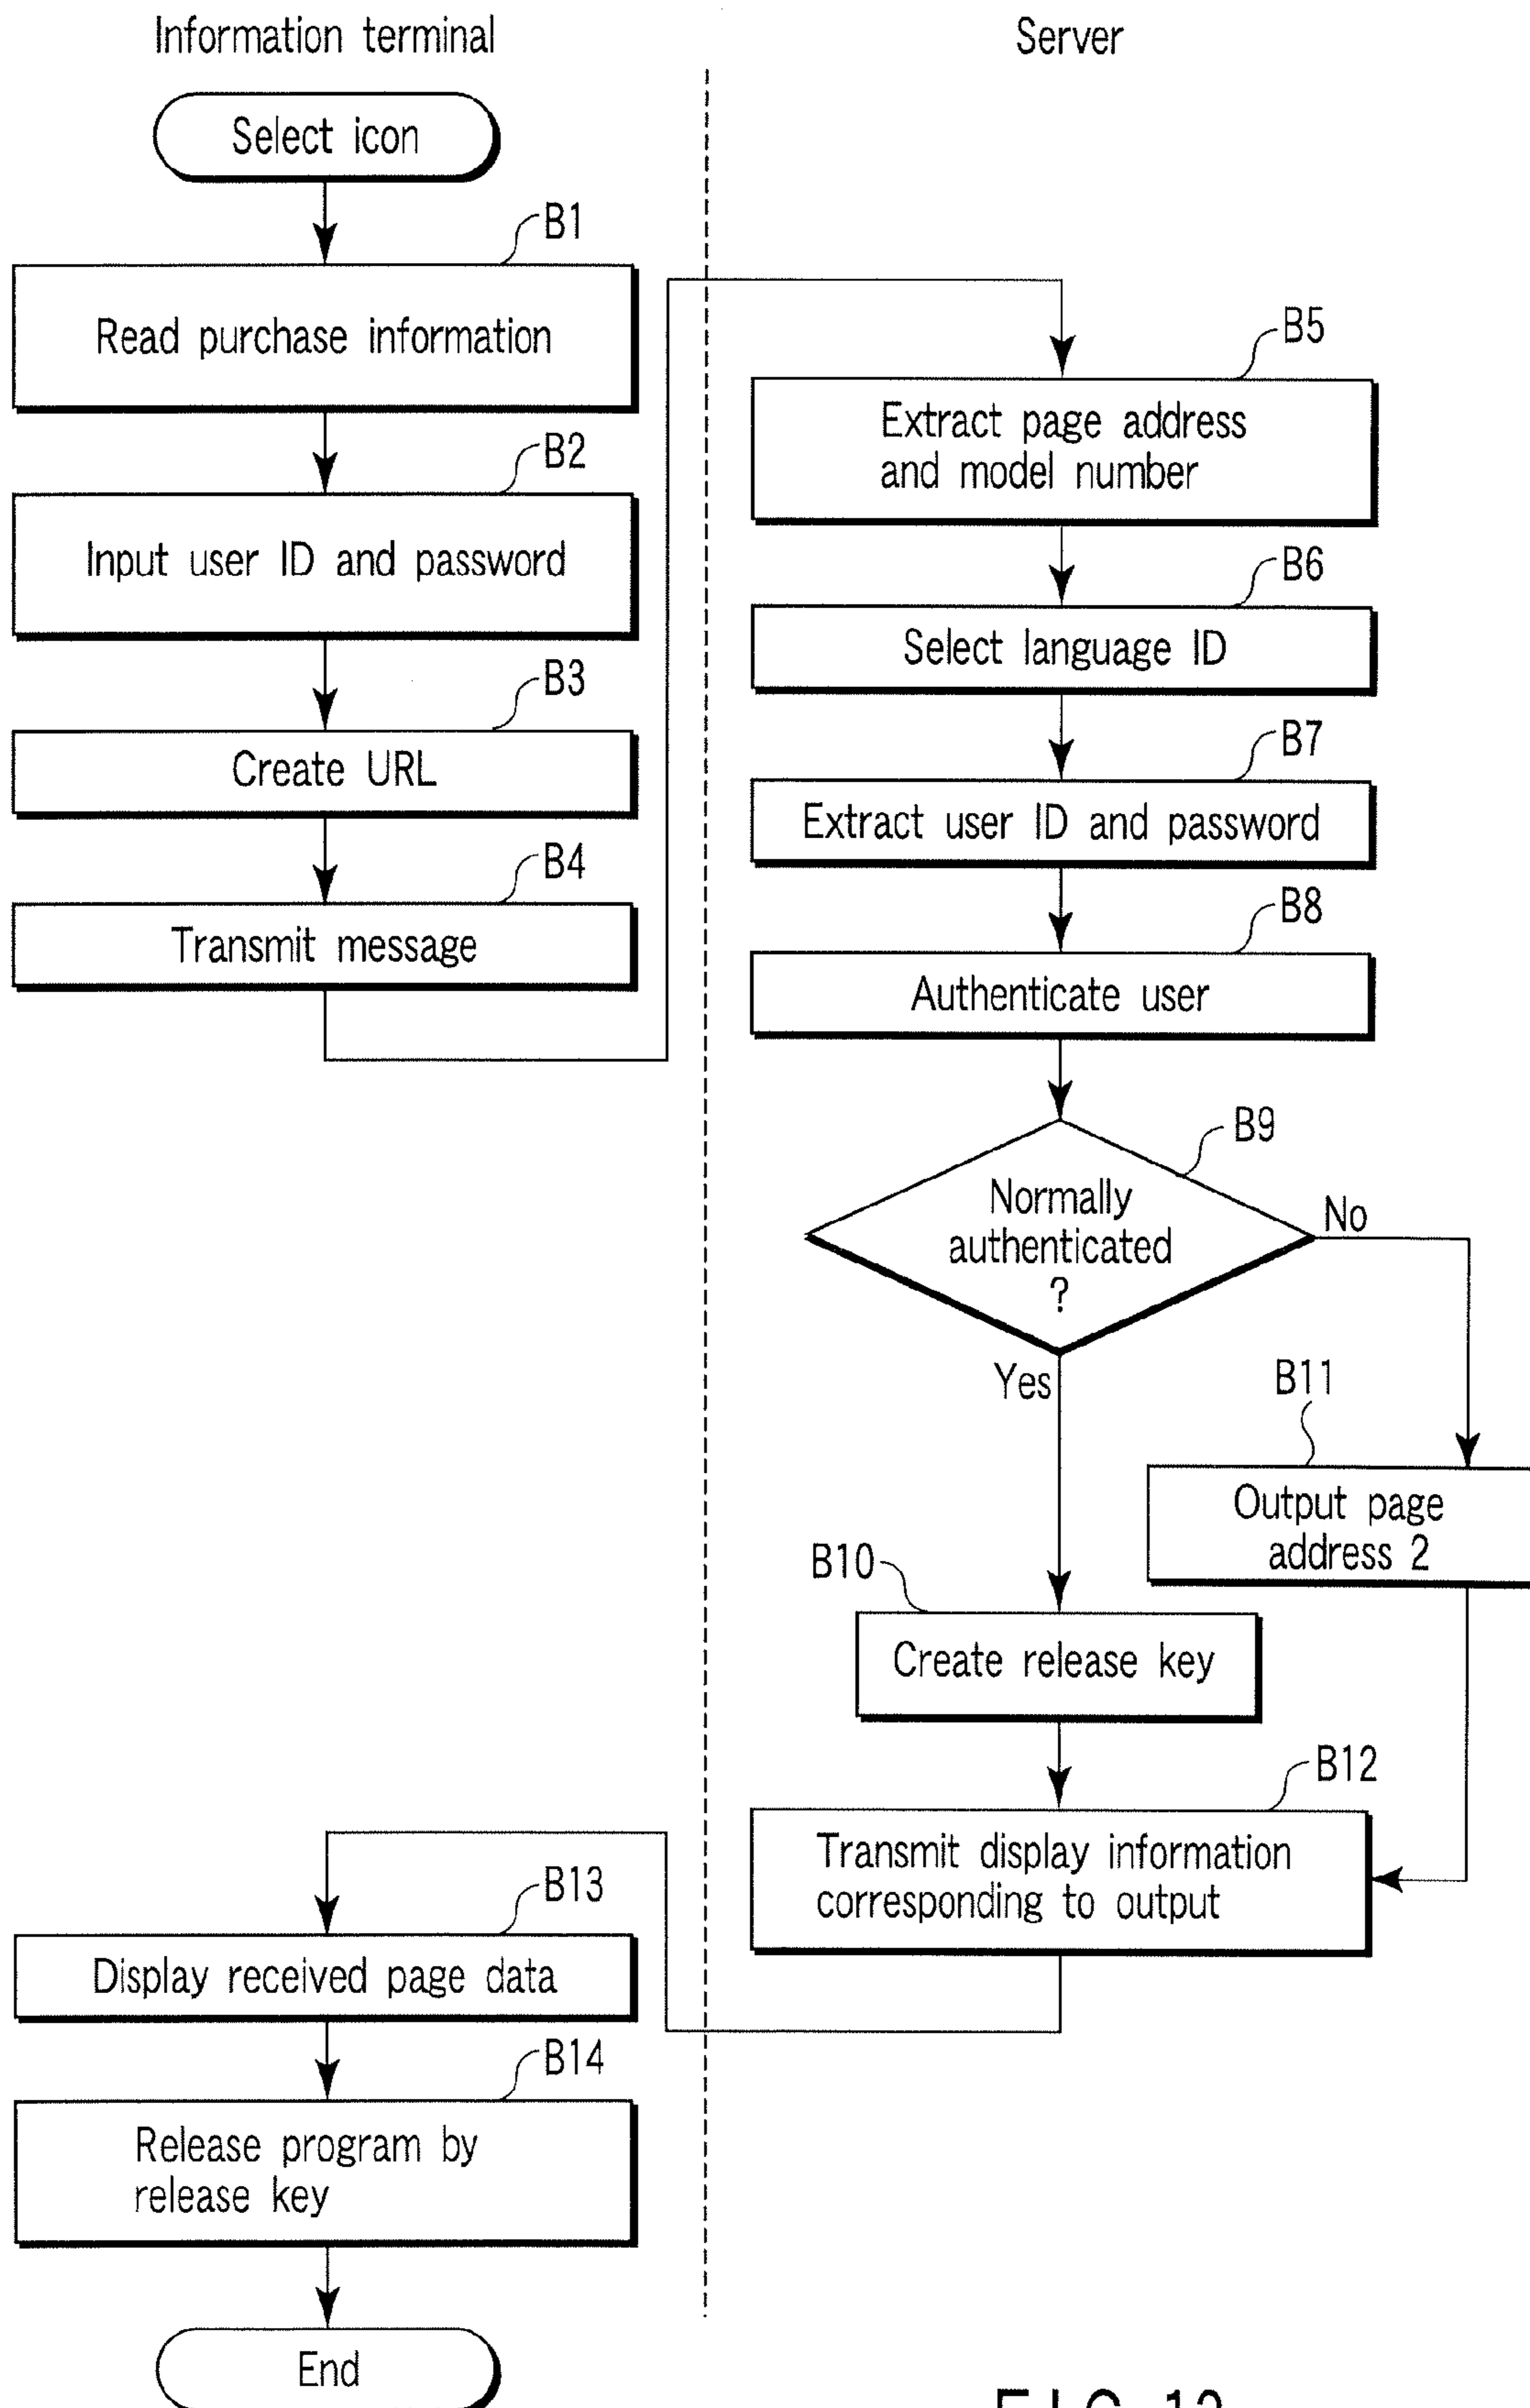 Information terminal
Server
Select icon
B1
Read purchase information
B2
Input user ID and password
B3
Create URL
B4
Transmit message
B5
Extract page address
and model number
B6
Select language ID
B7
Extract user ID and password
B8
Authenticate user
B9
Normally
authenticated
?
No
Yes
B11
Output page
address 2
B10
Create release key
B12
Transmit display information
corresponding to output
B13
Display received page data
B14
Release program by
release key
End